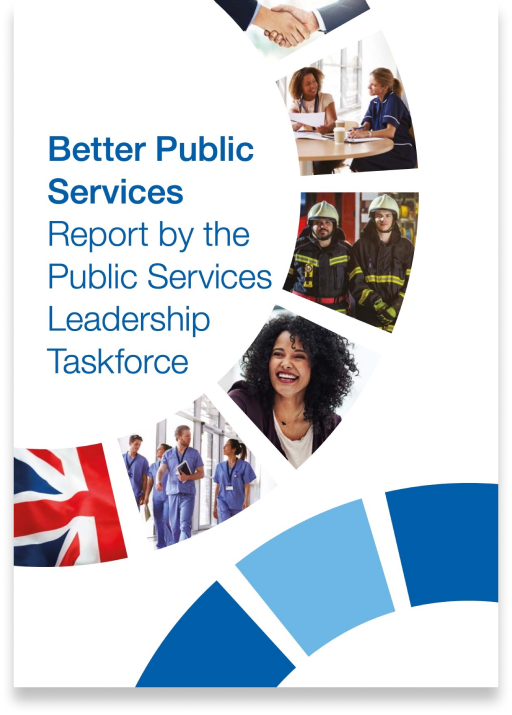 Better Public
Services
Report by the
Public Services
Leadership
Taskforce